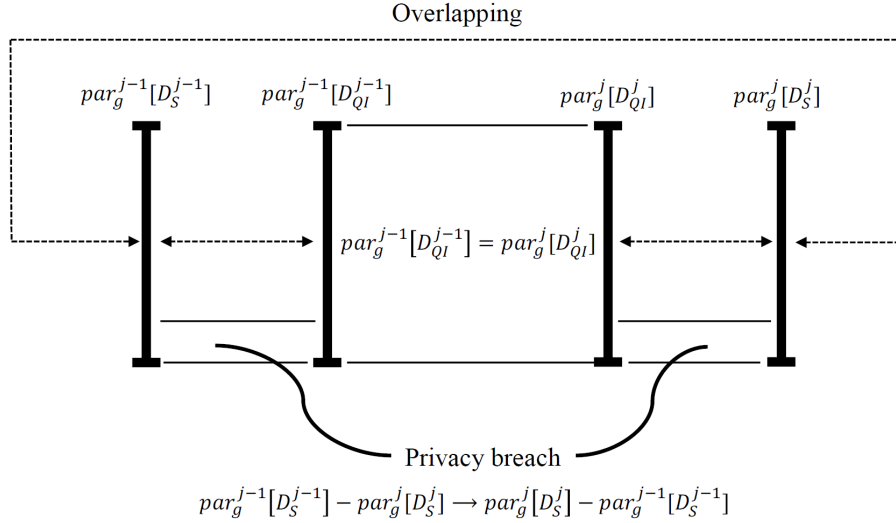 Overlapping
par_g^{j-1}[D_S^{j-1}] par_g^{j-1}[D_{QI}^{j-1}] par_g^j[D_{QI}^j] par_g^j[D_S^j]
par_g^{j-1}[D_{QI}^{j-1}] = par_g^j[D_{QI}^j]
Privacy breach
par_g^{j-1}[D_S^{j-1}] − par_g^j[D_S^j] → par_g^j[D_S^j] − par_g^{j-1}[D_S^{j-1}]